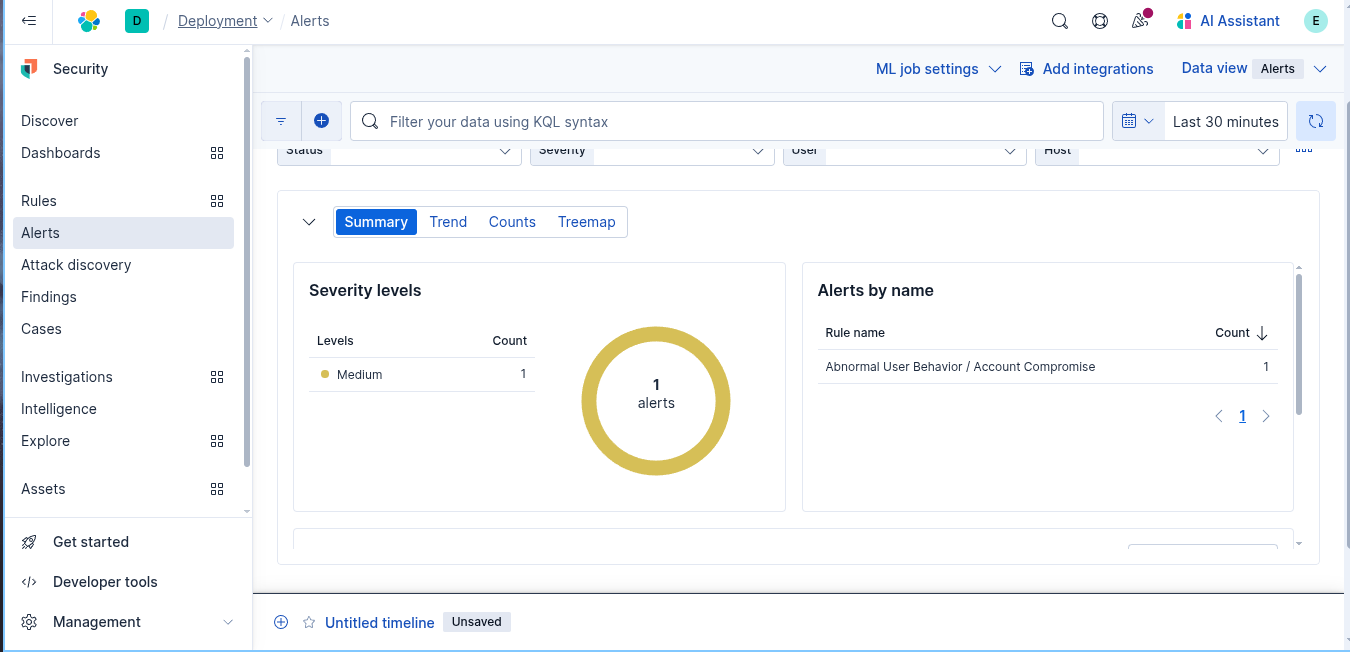 D / Deployment / Alerts
AI Assistant
E
Security
ML job settings
Add integrations
Data view Alerts
Discover
Dashboards
Rules
Alerts
Attack discovery
Findings
Cases
Investigations
Intelligence
Explore
Assets
Get started
Developer tools
Management
Filter your data using KQL syntax
Last 30 minutes
Status
Severity
User
Host
Summary Trend Counts Treemap
Severity levels
Levels Count
Medium 1
1
alerts
Alerts by name
Rule name Count
Abnormal User Behavior / Account Compromise 1
1
Untitled timeline Unsaved